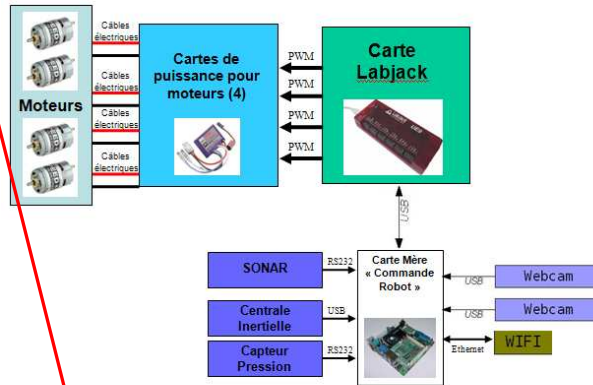 Câbles
électriques
Câbles
électriques
Câbles
électriques
Câbles
électriques
Moteurs
Cartes de
puissance pour
moteurs (4)
PWM
PWM
PWM
PWM
Carte
Labjack
USB
SONAR
RS232
Centrale
Inertielle
USB
Capteur
Pression
RS232
Carte Mère
« Commande
Robot »
USB
Webcam
USB
Webcam
Ethernet
WIFI